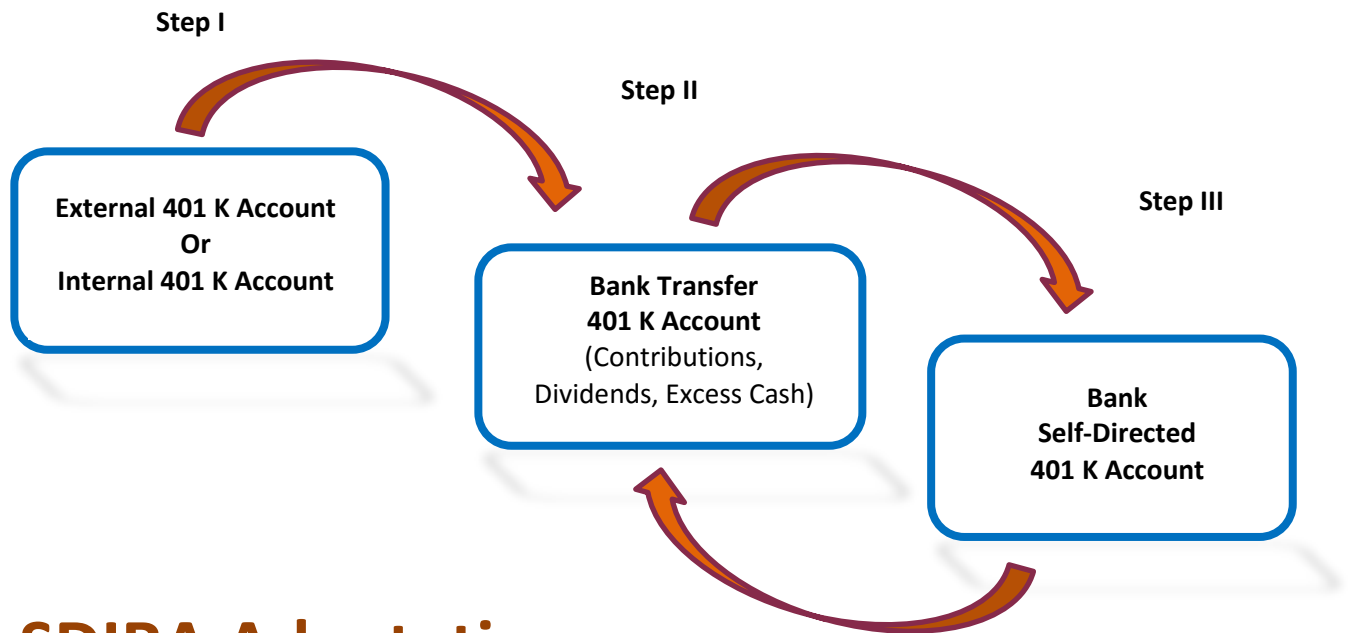 Step I
Step II
Step III
External 401 K Account
Or
Internal 401 K Account
Bank Transfer
401 K Account
(Contributions,
Dividends, Excess Cash)
Bank
Self-Directed
401 K Account